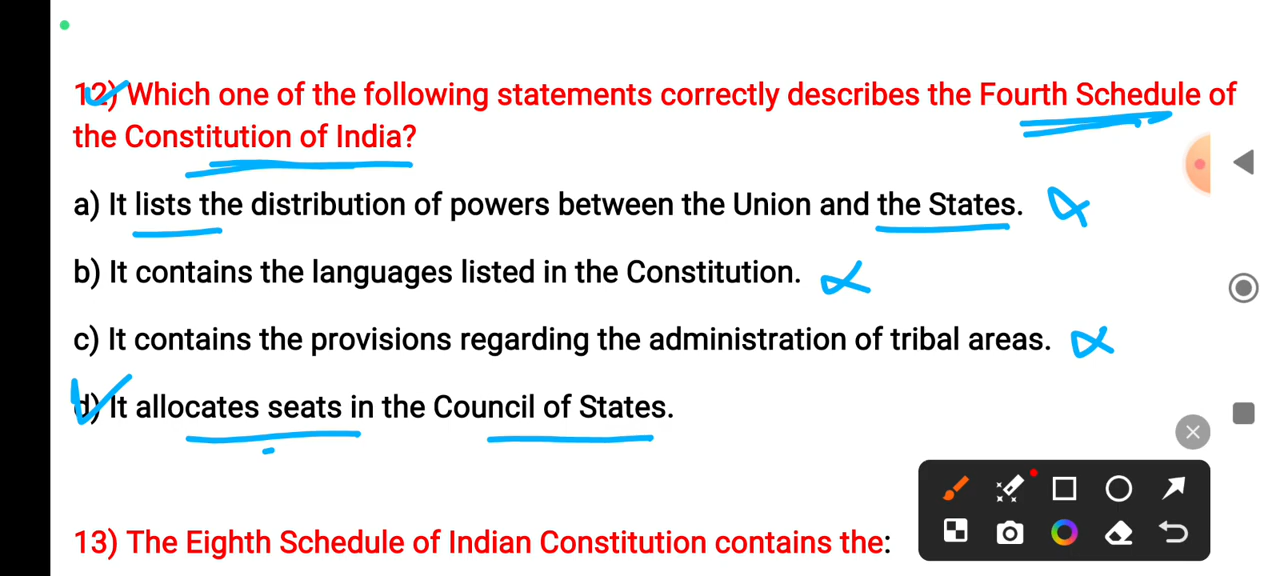 12) Which one of the following statements correctly describes the Fourth Schedule of
the Constitution of India?
a) It lists the distribution of powers between the Union and the States.
b) It contains the languages listed in the Constitution.
c) It contains the provisions regarding the administration of tribal areas.
d) It allocates seats in the Council of States.
13) The Eighth Schedule of Indian Constitution contains the: